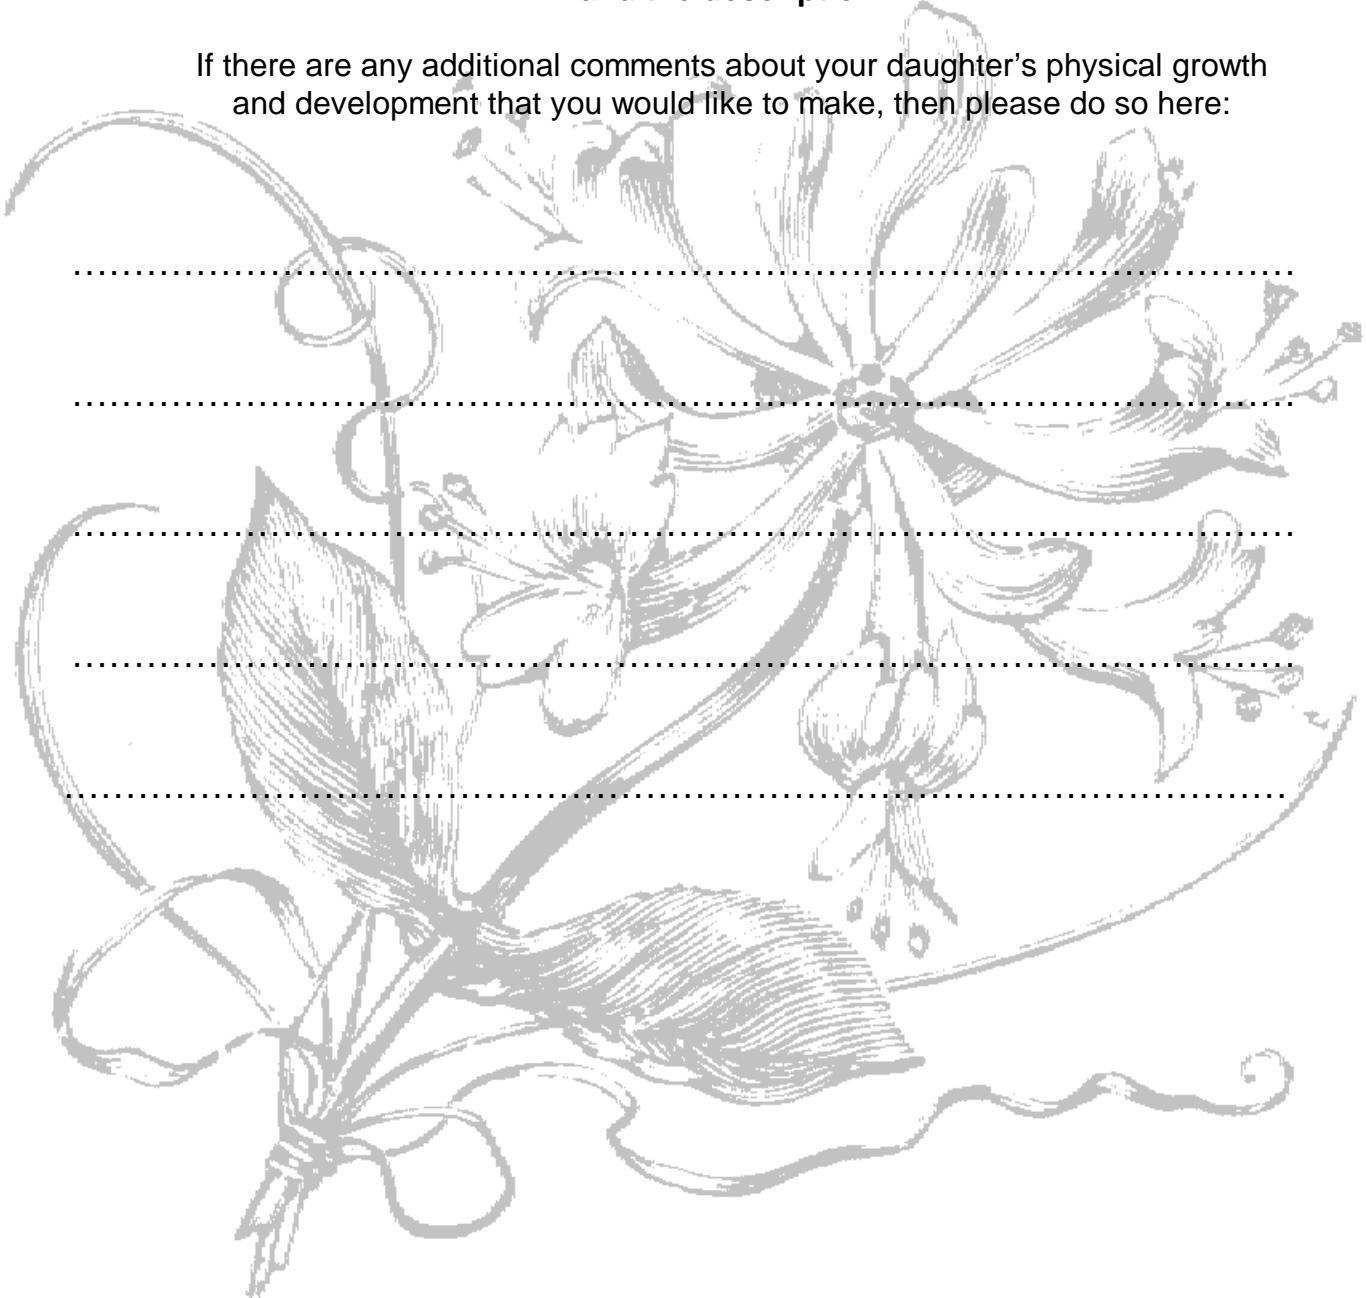 If there are any additional comments about your daughter’s physical growth
and development that you would like to make, then please do so here: